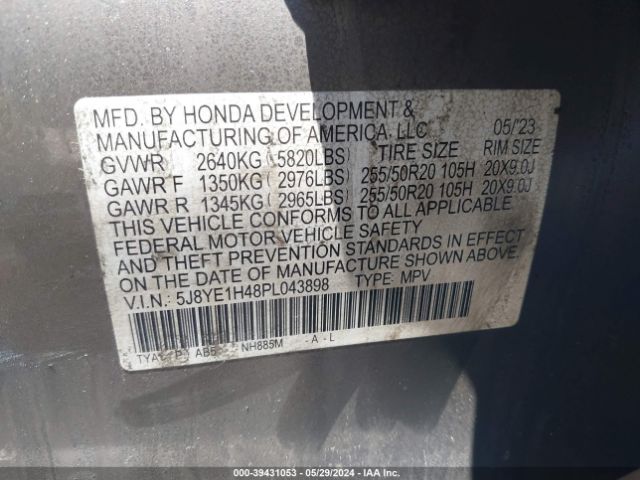 MFD. BY HONDA DEVELOPMENT &
MANUFACTURING OF AMERICA, LLC 05/'23
GVWR 2640KG ( 5820LBS) TIRE SIZE RIM SIZE
GAWR F 1350KG ( 2976LBS) 255/50R20 105H 20X9.0J
GAWR R 1345KG ( 2965LBS) 255/50R20 105H 20X9.0J
THIS VEHICLE CONFORMS TO ALL APPLICABLE
FEDERAL MOTOR VEHICLE SAFETY
AND THEFT PREVENTION STANDARDS IN EFFECT
ON THE DATE OF MANUFACTURE SHOWN ABOVE.
V.I.N.: 5J8YE1H48PL043898 TYPE: MPV
NH885M - A - L
000-39431053 - 05/29/2024 - IAA Inc.